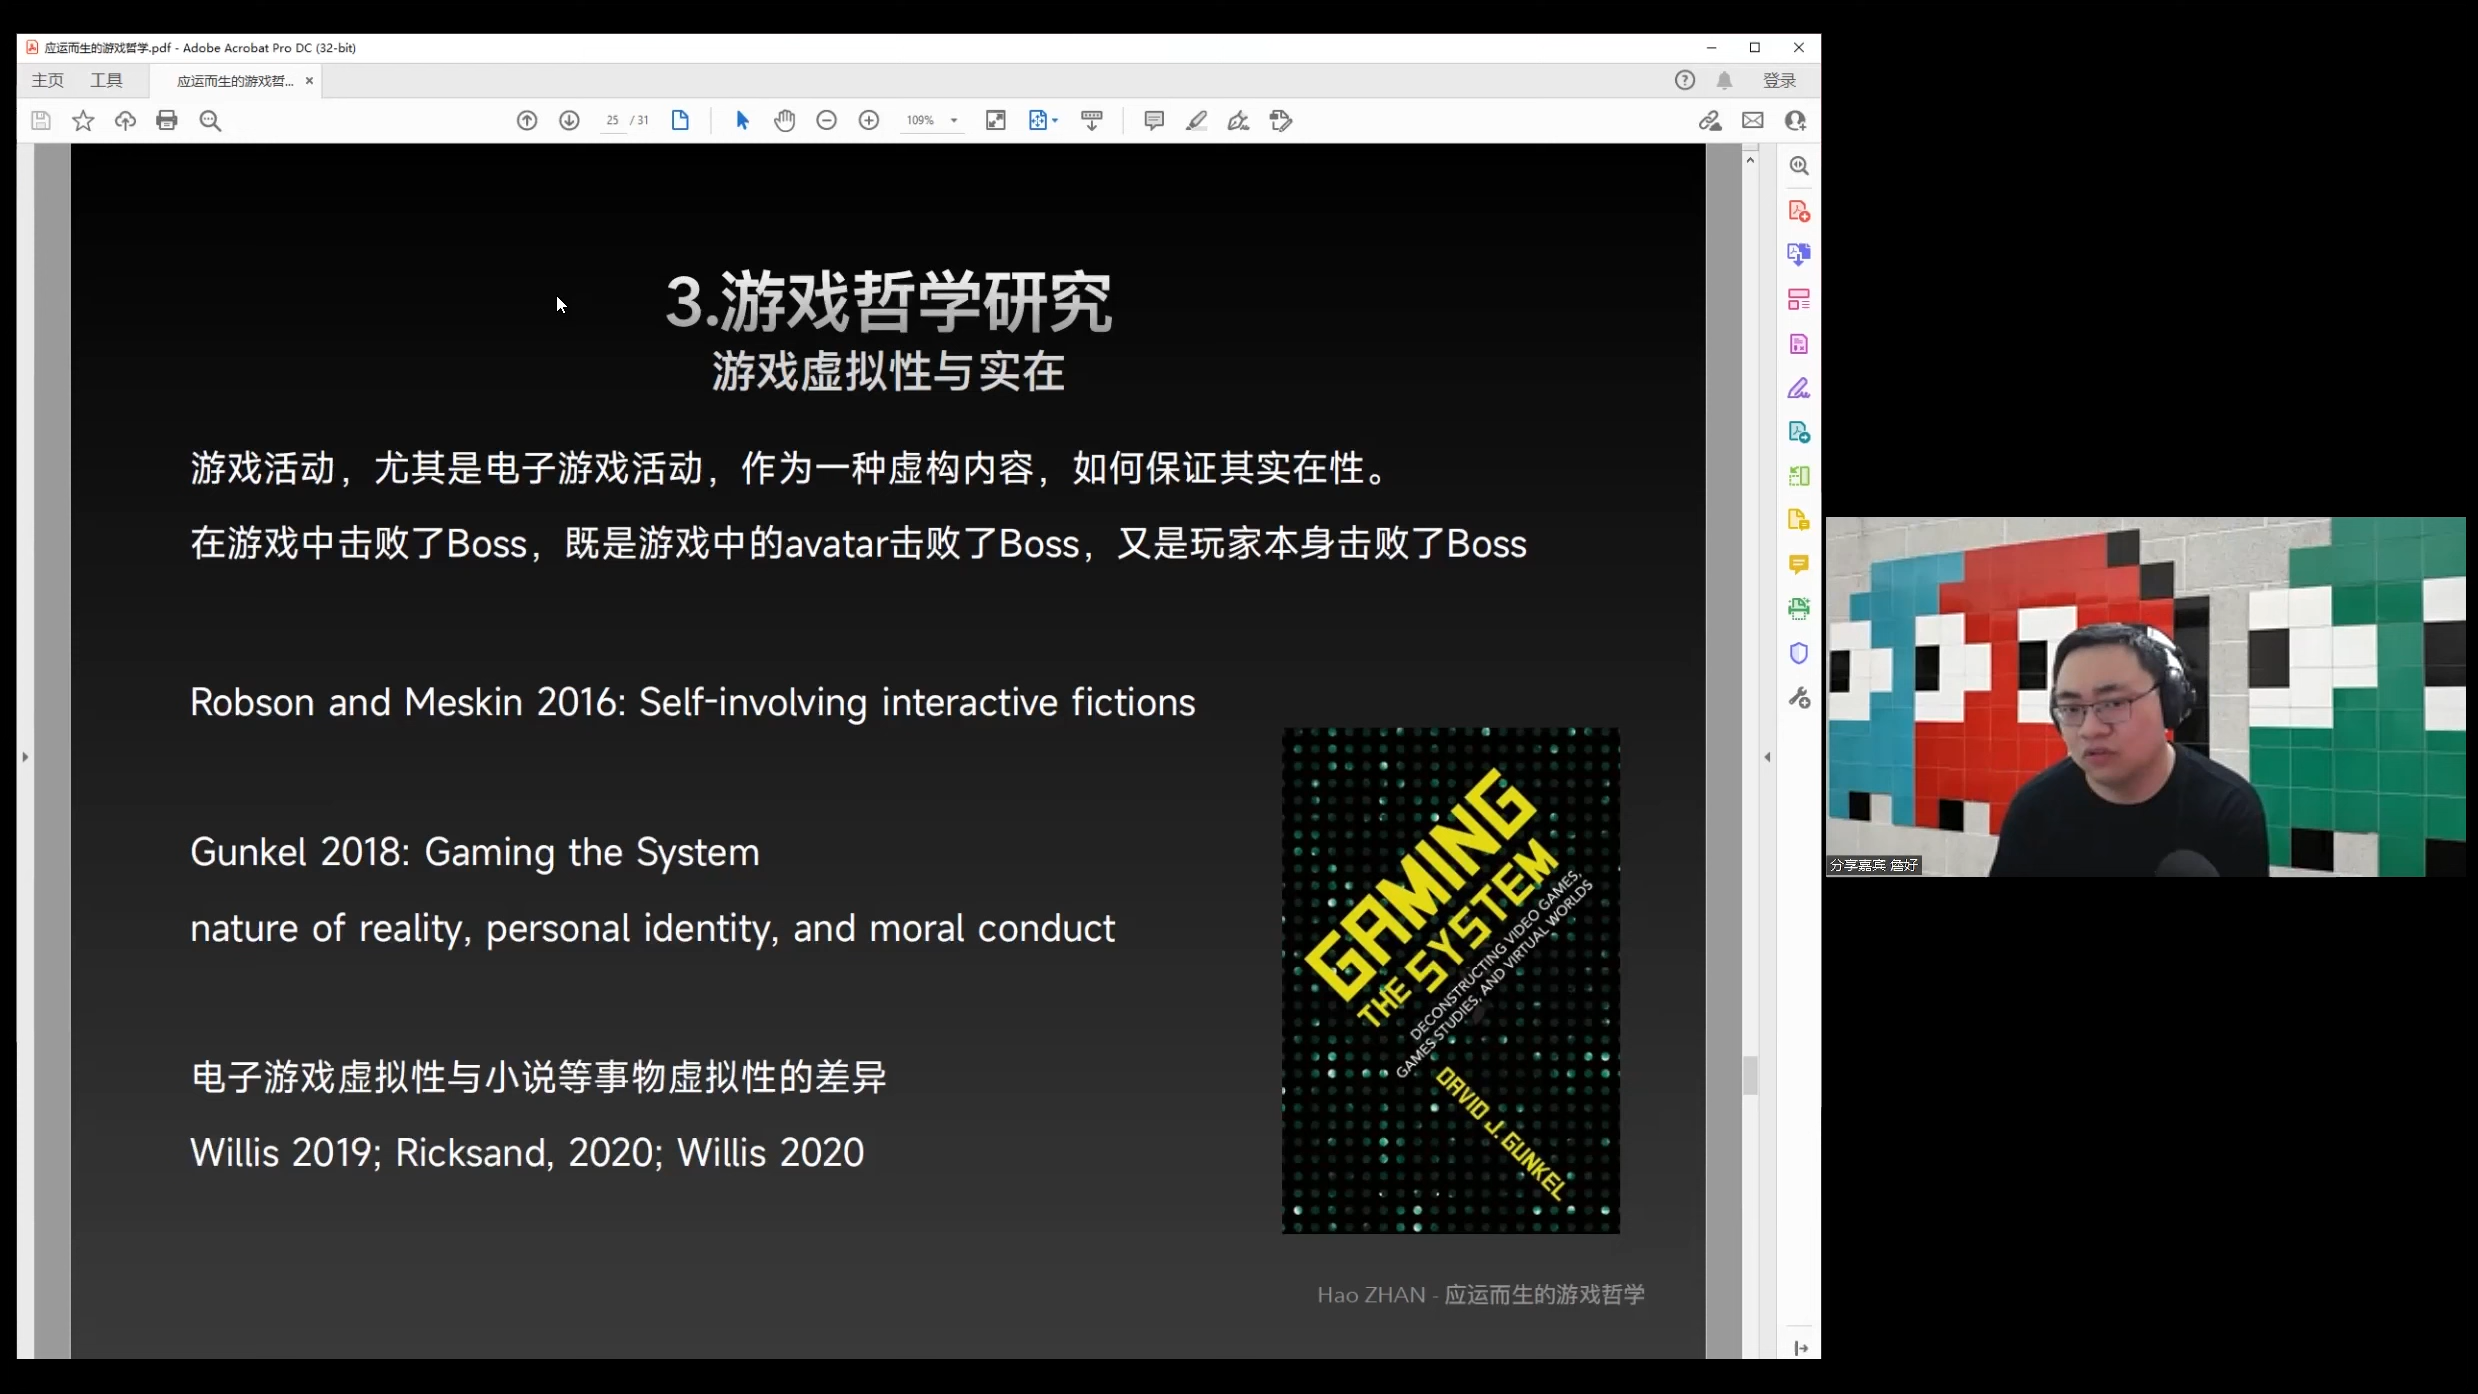 应运而生的游戏哲学.pdf - Adobe Acrobat Pro DC (32-bit)
主页 工具 应运而生的游戏哲... 登录
25 / 31 109%
3.游戏哲学研究
游戏虚拟性与实在
游戏活动，尤其是电子游戏活动，作为一种虚构内容，如何保证其实在性。
在游戏中击败了Boss，既是游戏中的avatar击败了Boss，又是玩家本身击败了Boss
Robson and Meskin 2016: Self-involving interactive fictions
Gunkel 2018: Gaming the System
nature of reality, personal identity, and moral conduct
电子游戏虚拟性与小说等事物虚拟性的差异
Willis 2019; Ricksand, 2020; Willis 2020
GAMING
THE SYSTEM
DECONSTRUCTING VIDEO GAMES,
GAMES STUDIES, AND VIRTUAL WORLDS
DAVID J. GUNKEL
Hao ZHAN - 应运而生的游戏哲学
分享嘉宾 詹好